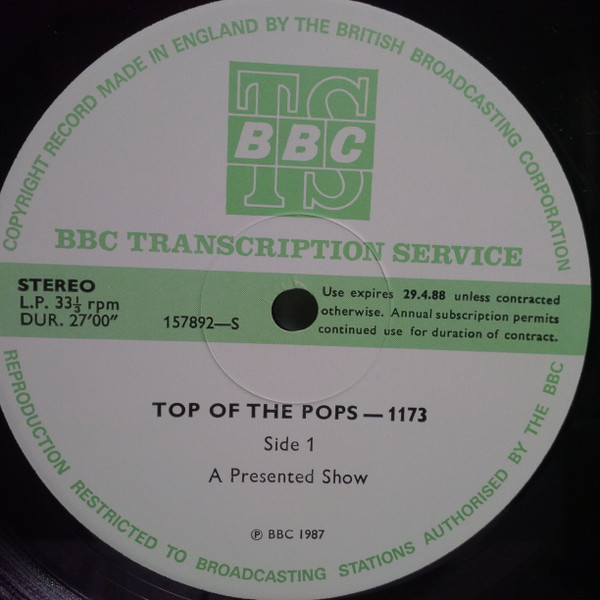 COPYRIGHT RECORD MADE IN ENGLAND BY THE BRITISH BROADCASTING CORPORATION
TS
BBC
BBC TRANSCRIPTION SERVICE
STEREO
L.P. 33⅓ rpm
DUR. 27'00"
157892—S
Use expires 29.4.88 unless contracted
otherwise. Annual subscription permits
continued use for duration of contract.
TOP OF THE POPS — 1173
Side 1
A Presented Show
℗ BBC 1987
REPRODUCTION RESTRICTED TO BROADCASTING STATIONS AUTHORISED BY THE BBC